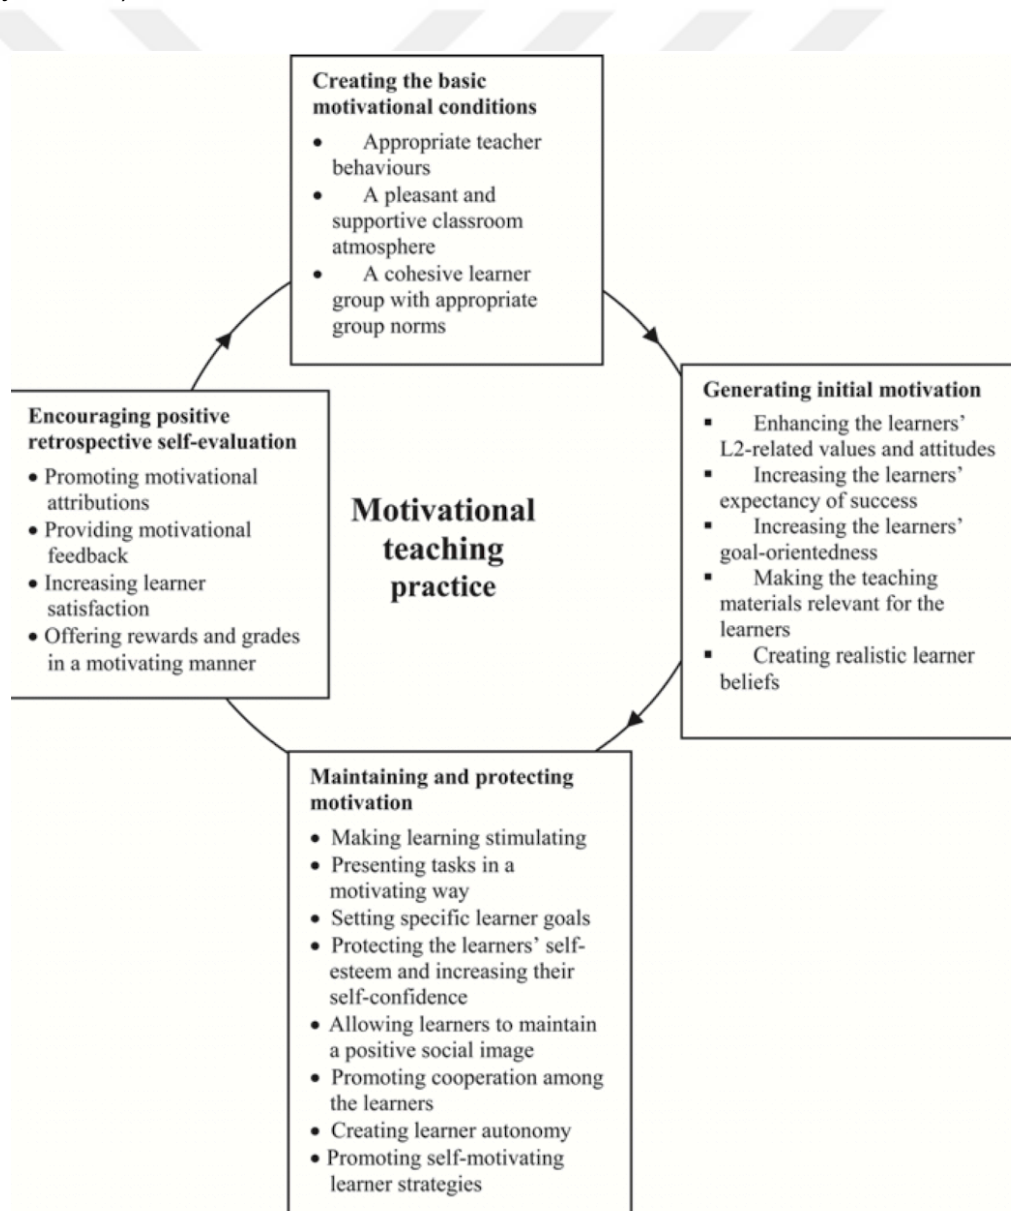 Creating the basic
motivational conditions
• Appropriate teacher
behaviours
• A pleasant and
supportive classroom
atmosphere
• A cohesive learner
group with appropriate
group norms
Generating initial motivation
▪ Enhancing the learners’
L2-related values and attitudes
▪ Increasing the learners’
expectancy of success
▪ Increasing the learners’
goal-orientedness
▪ Making the teaching
materials relevant for the
learners
▪ Creating realistic learner
beliefs
Encouraging positive
retrospective self-evaluation
• Promoting motivational
attributions
• Providing motivational
feedback
• Increasing learner
satisfaction
• Offering rewards and grades
in a motivating manner
Motivational
teaching
practice
Maintaining and protecting
motivation
• Making learning stimulating
• Presenting tasks in a
motivating way
• Setting specific learner goals
• Protecting the learners’ self-
esteem and increasing their
self-confidence
• Allowing learners to maintain
a positive social image
• Promoting cooperation among
the learners
• Creating learner autonomy
• Promoting self-motivating
learner strategies